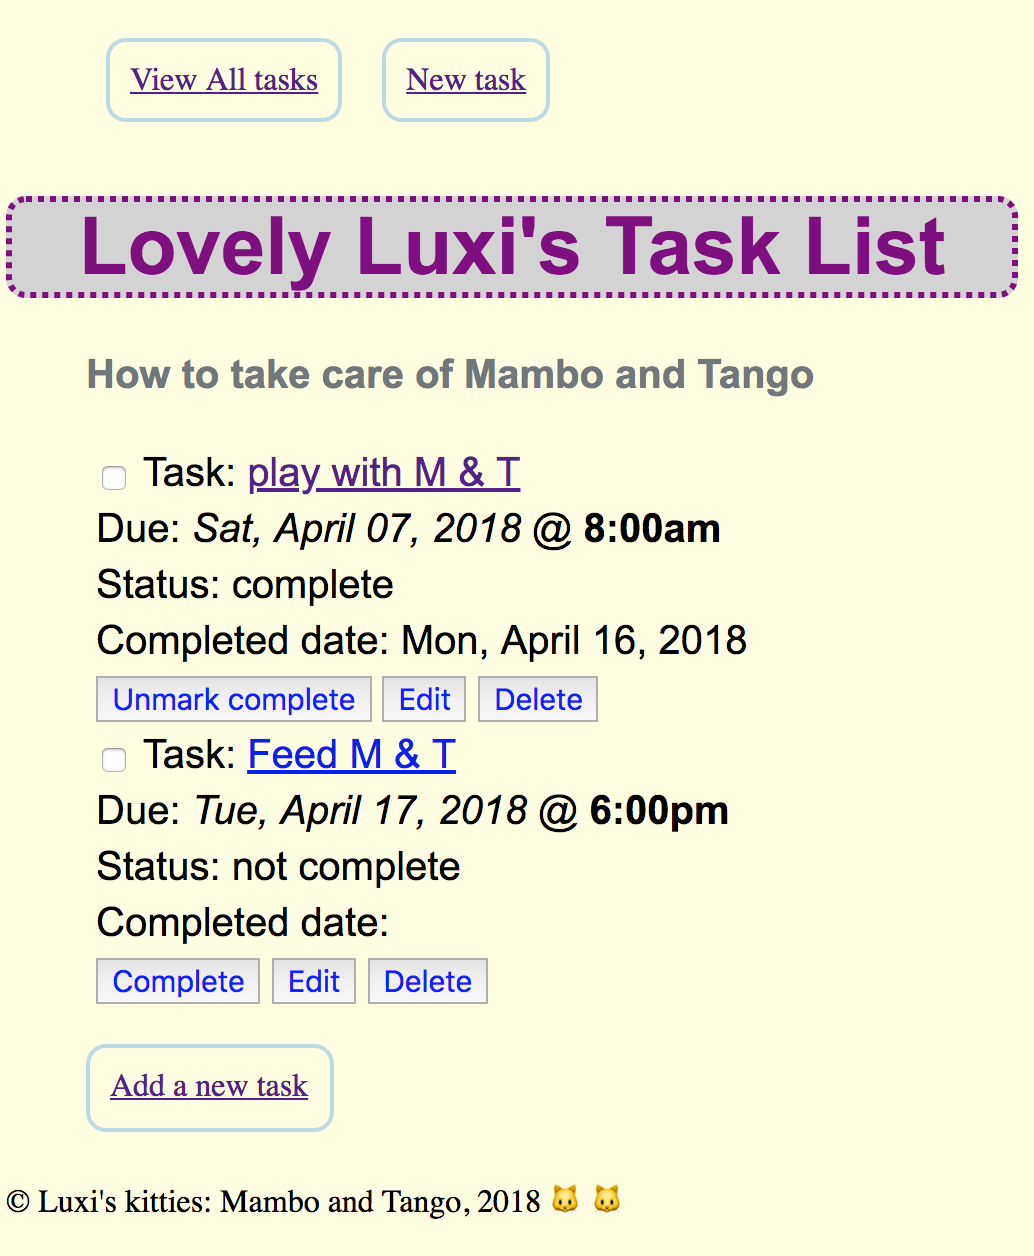 View All tasks New task
Lovely Luxi's Task List
How to take care of Mambo and Tango
Task: play with M & T
Due: Sat, April 07, 2018 @ 8:00am
Status: complete
Completed date: Mon, April 16, 2018
Unmark complete Edit Delete
Task: Feed M & T
Due: Tue, April 17, 2018 @ 6:00pm
Status: not complete
Completed date:
Complete Edit Delete
Add a new task
© Luxi's kitties: Mambo and Tango, 2018 🐱 🐱